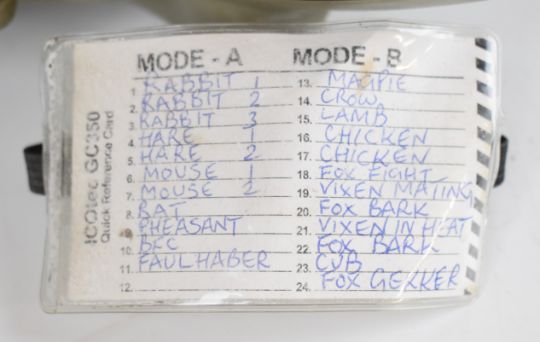 ICOtec GC350
Quick Reference Card
MODE - A
1. RABBIT 1
2. RABBIT 2
3. RABBIT 3
4. HARE 1
5. HARE 2
6. MOUSE 1
7. MOUSE 2
8.
9. PHEASANT
10.
11. FAULHABER
12.
MODE - B
13. MAGPIE
14. CROW
15. LAMB
16. CHICKEN
17. CHICKEN
18. FOX FIGHT
19. VIXEN MATING
20. FOX BARK
21. VIXEN IN HEAT
22. FOX BARK
23. CUB
24. FOX GEKKER